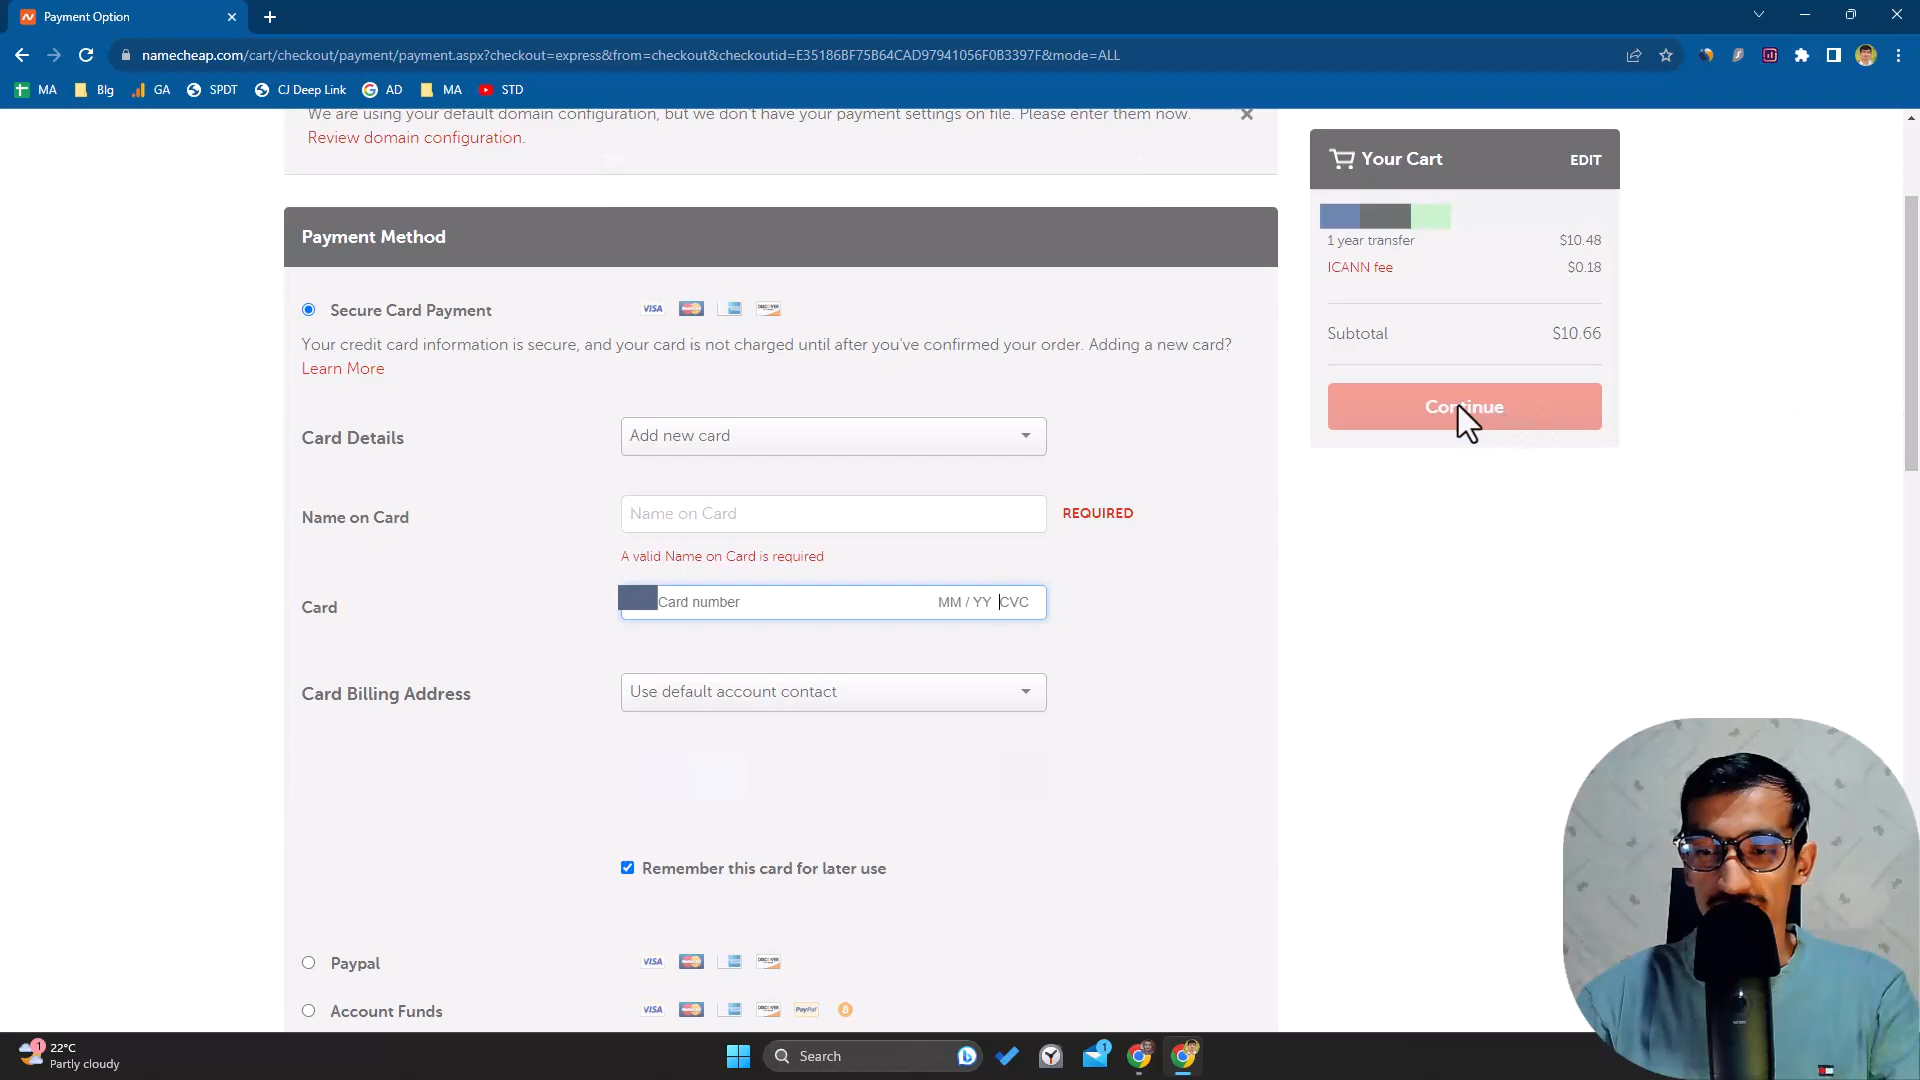 Payment Option
namecheap.com/cart/checkout/payment/payment.aspx?checkout=express&from=checkout&checkoutid=E35186BF75B64CAD97941056F0B3397F&mode=ALL
MA
Blg
GA
SPDT
CJ Deep Link
AD
MA
STD
We are using your default domain configuration, but we don't have your payment settings on file. Please enter them now.
Review domain configuration.
Your Cart
EDIT
1 year transfer $10.48
ICANN fee $0.18
Subtotal $10.66
Continue
Payment Method
Secure Card Payment
VISA
Your credit card information is secure, and your card is not charged until after you've confirmed your order. Adding a new card?
Learn More
Card Details
Add new card
Name on Card
Name on Card
REQUIRED
A valid Name on Card is required
Card
Card number MM / YY CVC
Card Billing Address
Use default account contact
Remember this card for later use
Paypal
VISA
Account Funds
VISA
PayPal
1
22°C
Partly cloudy
Search
1